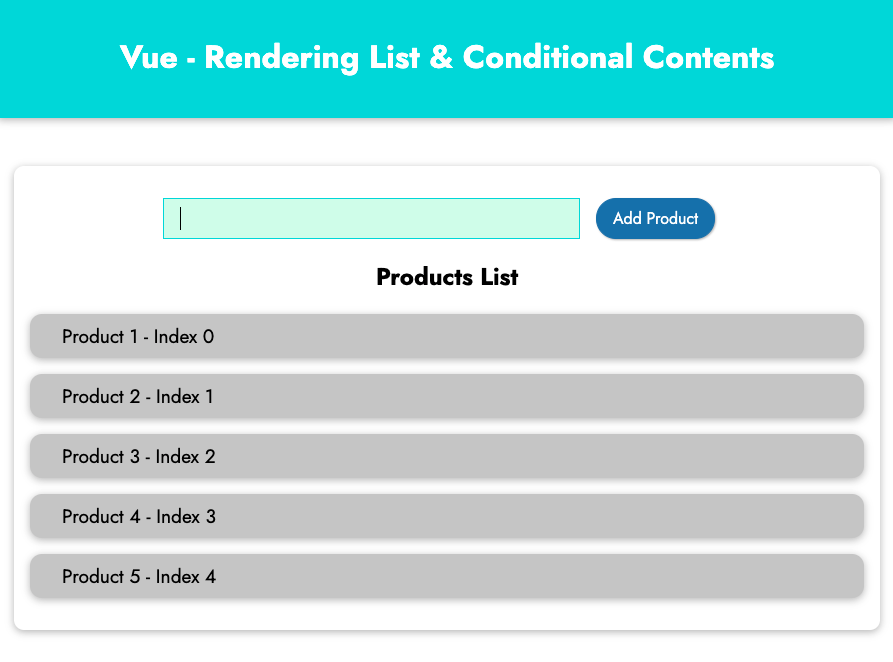 Vue - Rendering List & Conditional Contents
Add Product
Products List
Product 1 - Index 0
Product 2 - Index 1
Product 3 - Index 2
Product 4 - Index 3
Product 5 - Index 4